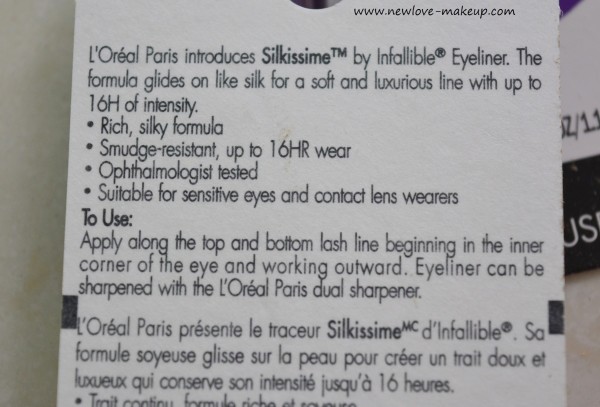 www.newlove-makeup.com
L'Oréal Paris introduces Silkissime™ by Infallible® Eyeliner. The
formula glides on like silk for a soft and luxurious line with up to
16H of intensity.
• Rich, silky formula
• Smudge-resistant, up to 16HR wear
• Ophthalmologist tested
• Suitable for sensitive eyes and contact lens wearers
To Use:
Apply along the top and bottom lash line beginning in the inner
corner of the eye and working outward. Eyeliner can be
sharpened with the L'Oréal Paris dual sharpener.
L'Oréal Paris présente le traceur Silkissime MC d'Infallible®. Sa
formule soyeuse glisse sur la peau pour créer un trait doux et
luxueux qui conserve son intensité jusqu'à 16 heures.
• Trait continu, formule riche et